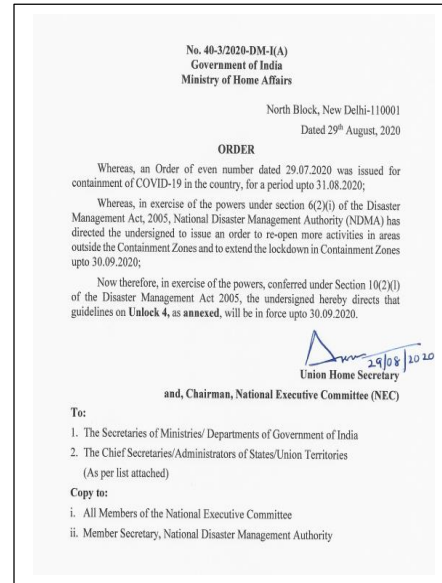 No. 40-3/2020-DM-I(A)
Government of India
Ministry of Home Affairs
North Block, New Delhi-110001
Dated 29th August, 2020
ORDER
Whereas, an Order of even number dated 29.07.2020 was issued for
containment of COVID-19 in the country, for a period upto 31.08.2020;
Whereas, in exercise of the powers under section 6(2)(i) of the Disaster
Management Act, 2005, National Disaster Management Authority (NDMA) has
directed the undersigned to issue an order to re-open more activities in areas
outside the Containment Zones and to extend the lockdown in Containment Zones
upto 30.09.2020;
Now therefore, in exercise of the powers, conferred under Section 10(2)(l)
of the Disaster Management Act 2005, the undersigned hereby directs that
guidelines on Unlock 4, as annexed, will be in force upto 30.09.2020.
29/08/2020
Union Home Secretary
and, Chairman, National Executive Committee (NEC)
To:
1. The Secretaries of Ministries/ Departments of Government of India
2. The Chief Secretaries/Administrators of States/Union Territories
(As per list attached)
Copy to:
i. All Members of the National Executive Committee
ii. Member Secretary, National Disaster Management Authority